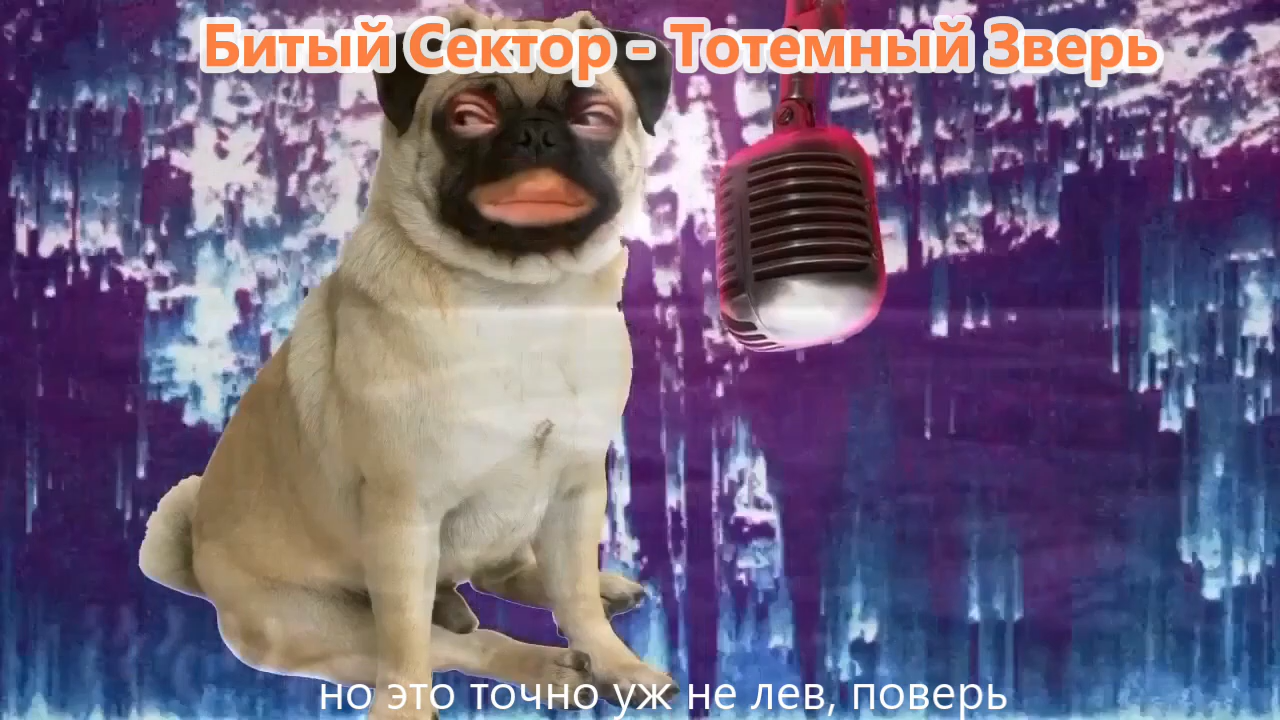 Битый Сектор - Тотемный Зверь
но это точно уж не лев, поверь